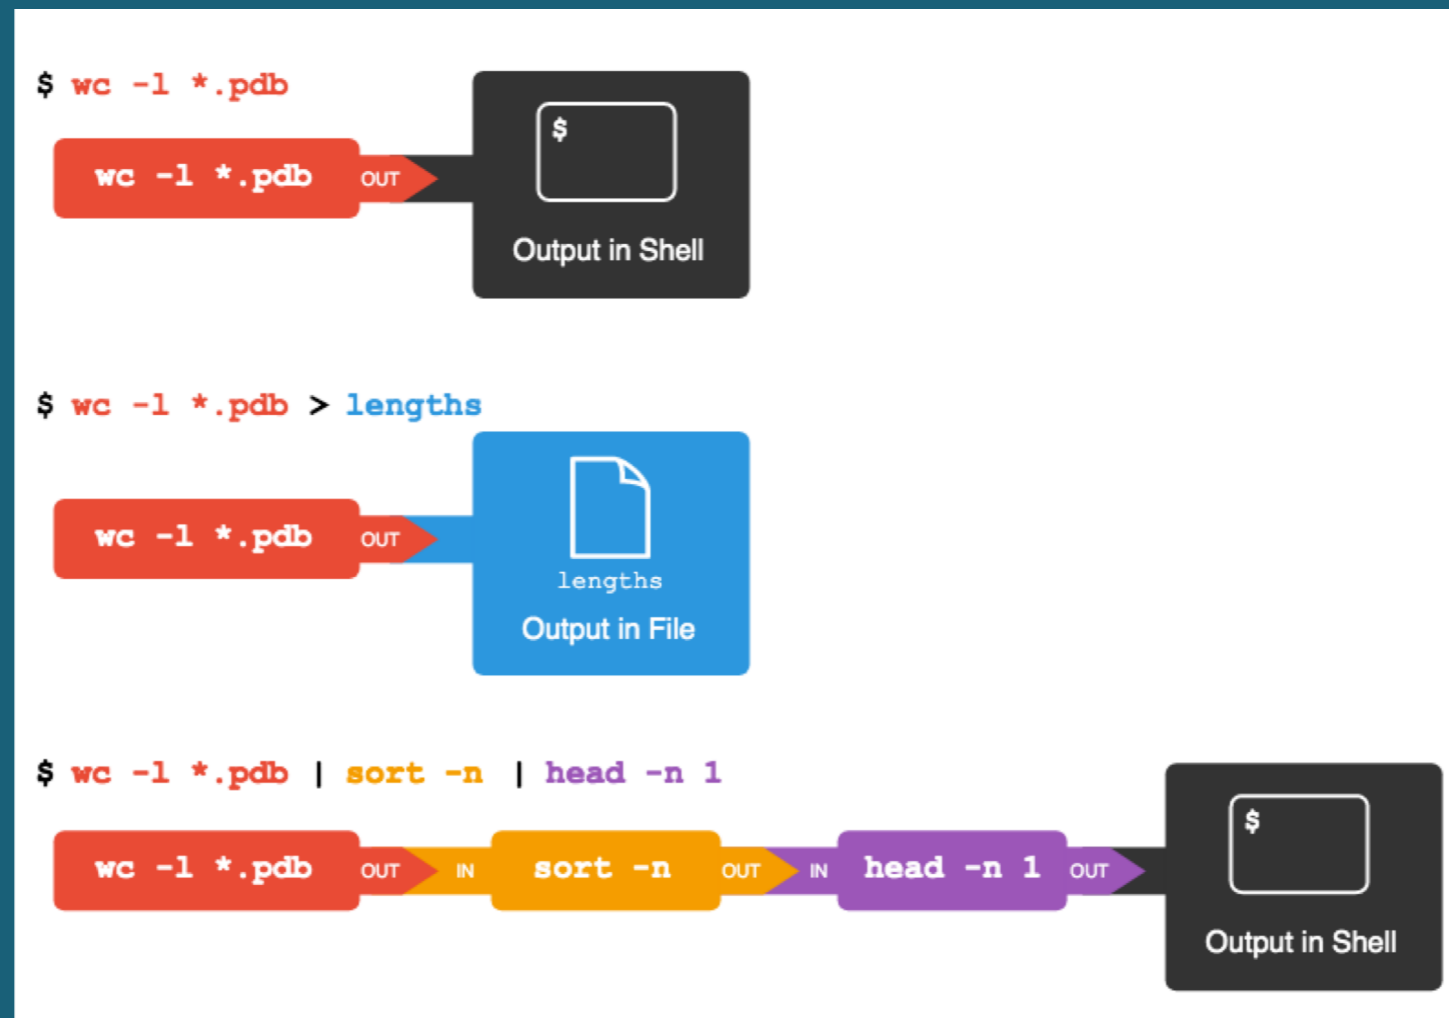 $ wc -l *.pdb
$
wc -l *.pdb OUT
Output in Shell
$ wc -l *.pdb > lengths
wc -l *.pdb OUT
lengths
Output in File
$ wc -l *.pdb | sort -n | head -n 1
$
wc -l *.pdb OUT IN sort -n OUT IN head -n 1 OUT
Output in Shell